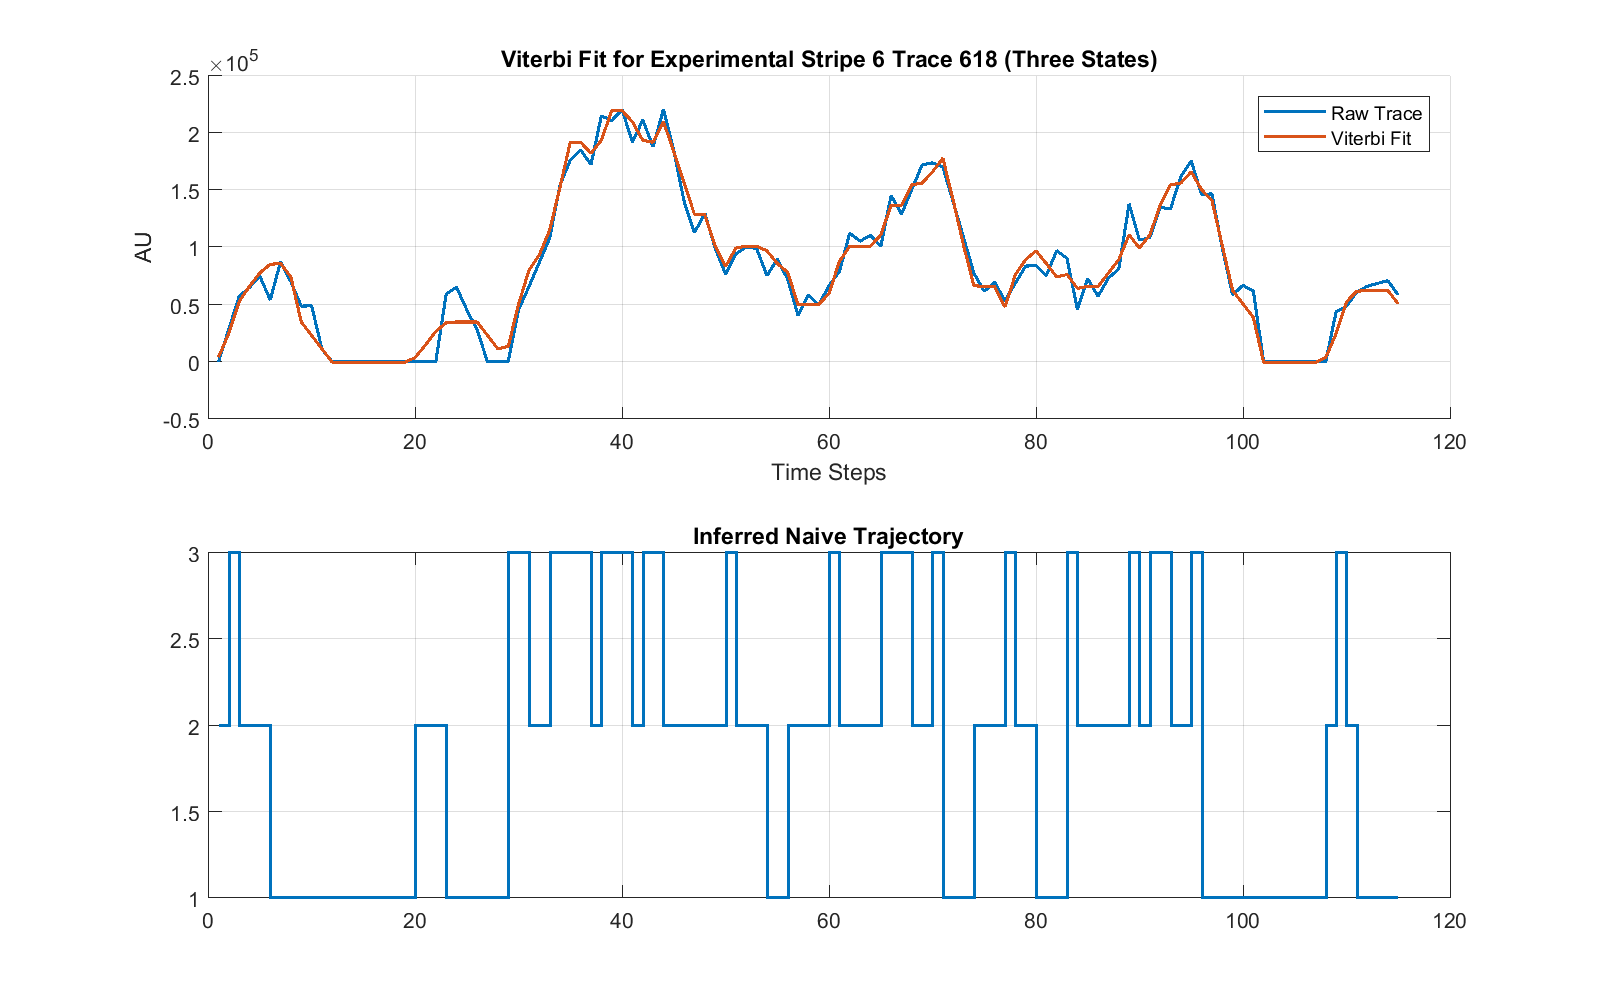 Viterbi Fit for Experimental Stripe 6 Trace 618 (Three States)
×10⁵
2.5
2
1.5
1
0.5
0
-0.5
AU
Raw Trace
Viterbi Fit
0 20 40 60 80 100 120
Time Steps
Inferred Naive Trajectory
3
2.5
2
1.5
1
0 20 40 60 80 100 120